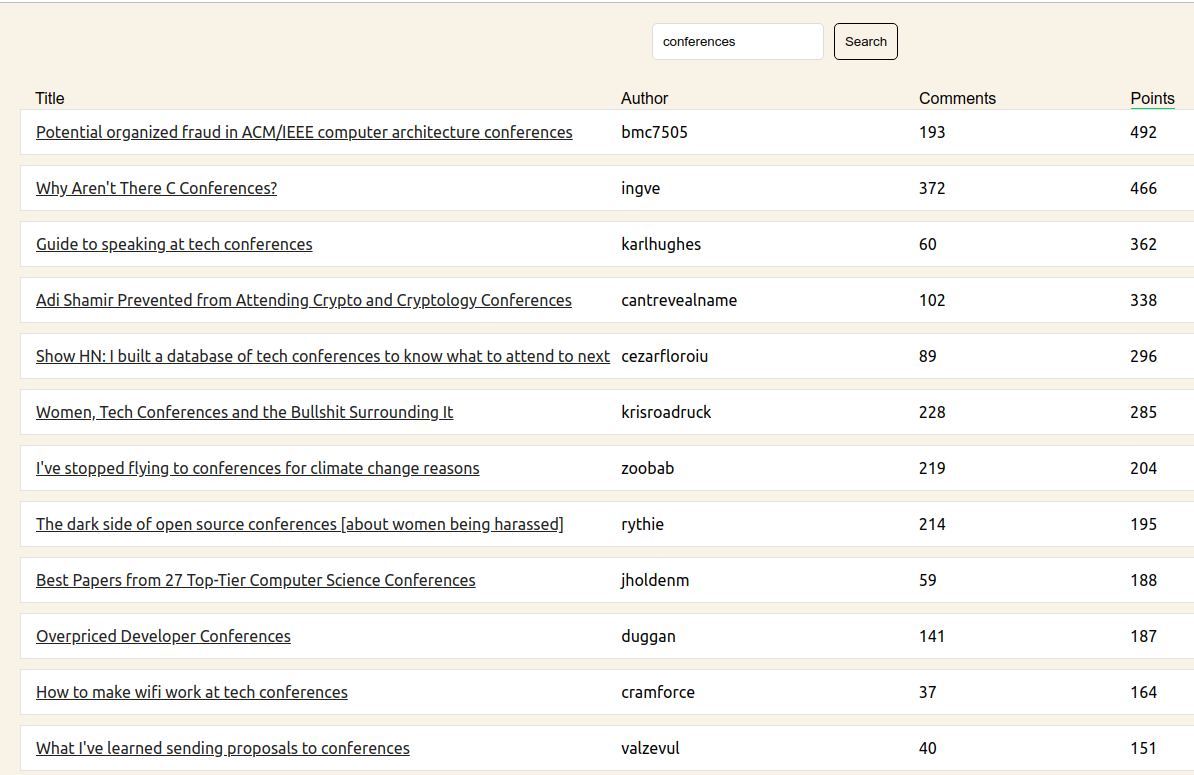 conferences Search
Title Author Comments Points
Potential organized fraud in ACM/IEEE computer architecture conferences bmc7505 193 492
Why Aren't There C Conferences? ingve 372 466
Guide to speaking at tech conferences karlhughes 60 362
Adi Shamir Prevented from Attending Crypto and Cryptology Conferences cantrevealname 102 338
Show HN: I built a database of tech conferences to know what to attend to next cezarfloroiu 89 296
Women, Tech Conferences and the Bullshit Surrounding It krisroadruck 228 285
I've stopped flying to conferences for climate change reasons zoobab 219 204
The dark side of open source conferences [about women being harassed] rythie 214 195
Best Papers from 27 Top-Tier Computer Science Conferences jholdenm 59 188
Overpriced Developer Conferences duggan 141 187
How to make wifi work at tech conferences cramforce 37 164
What I've learned sending proposals to conferences valzevul 40 151